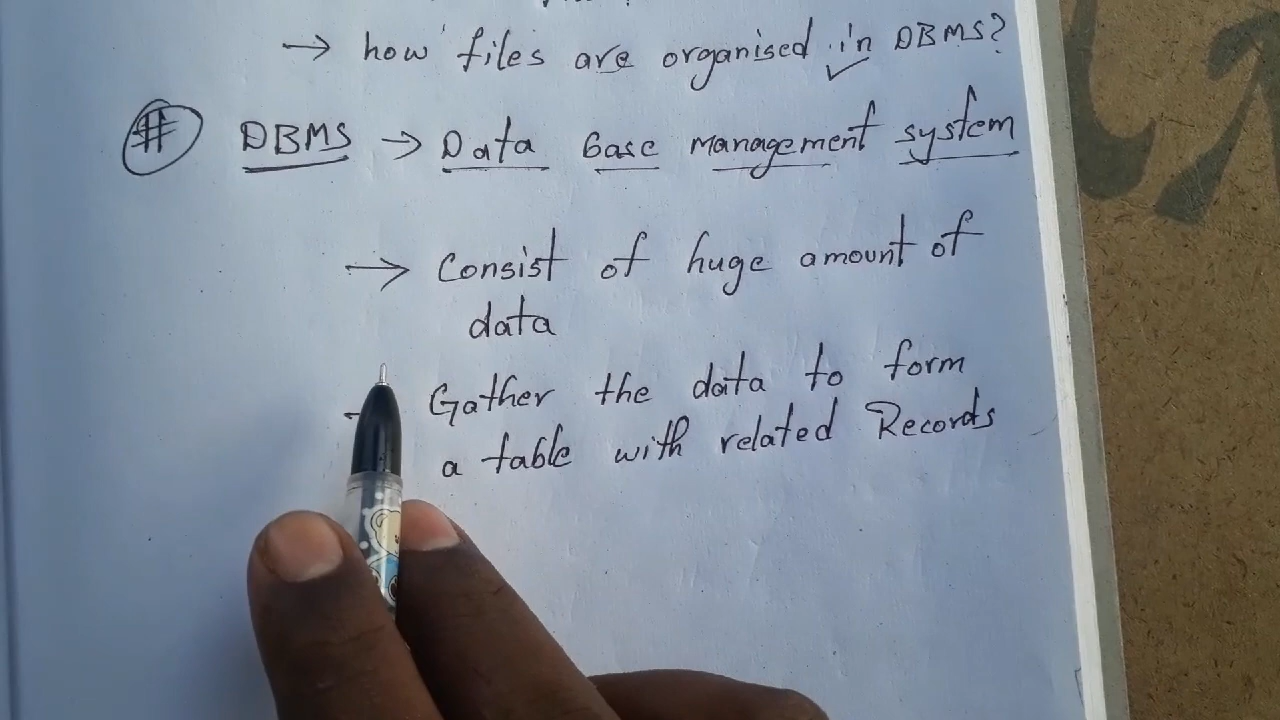 → how files are organised in DBMS?
# DBMS → Data base management system
→ Consist of huge amount of
data
Gather the data to form
a table with related Records